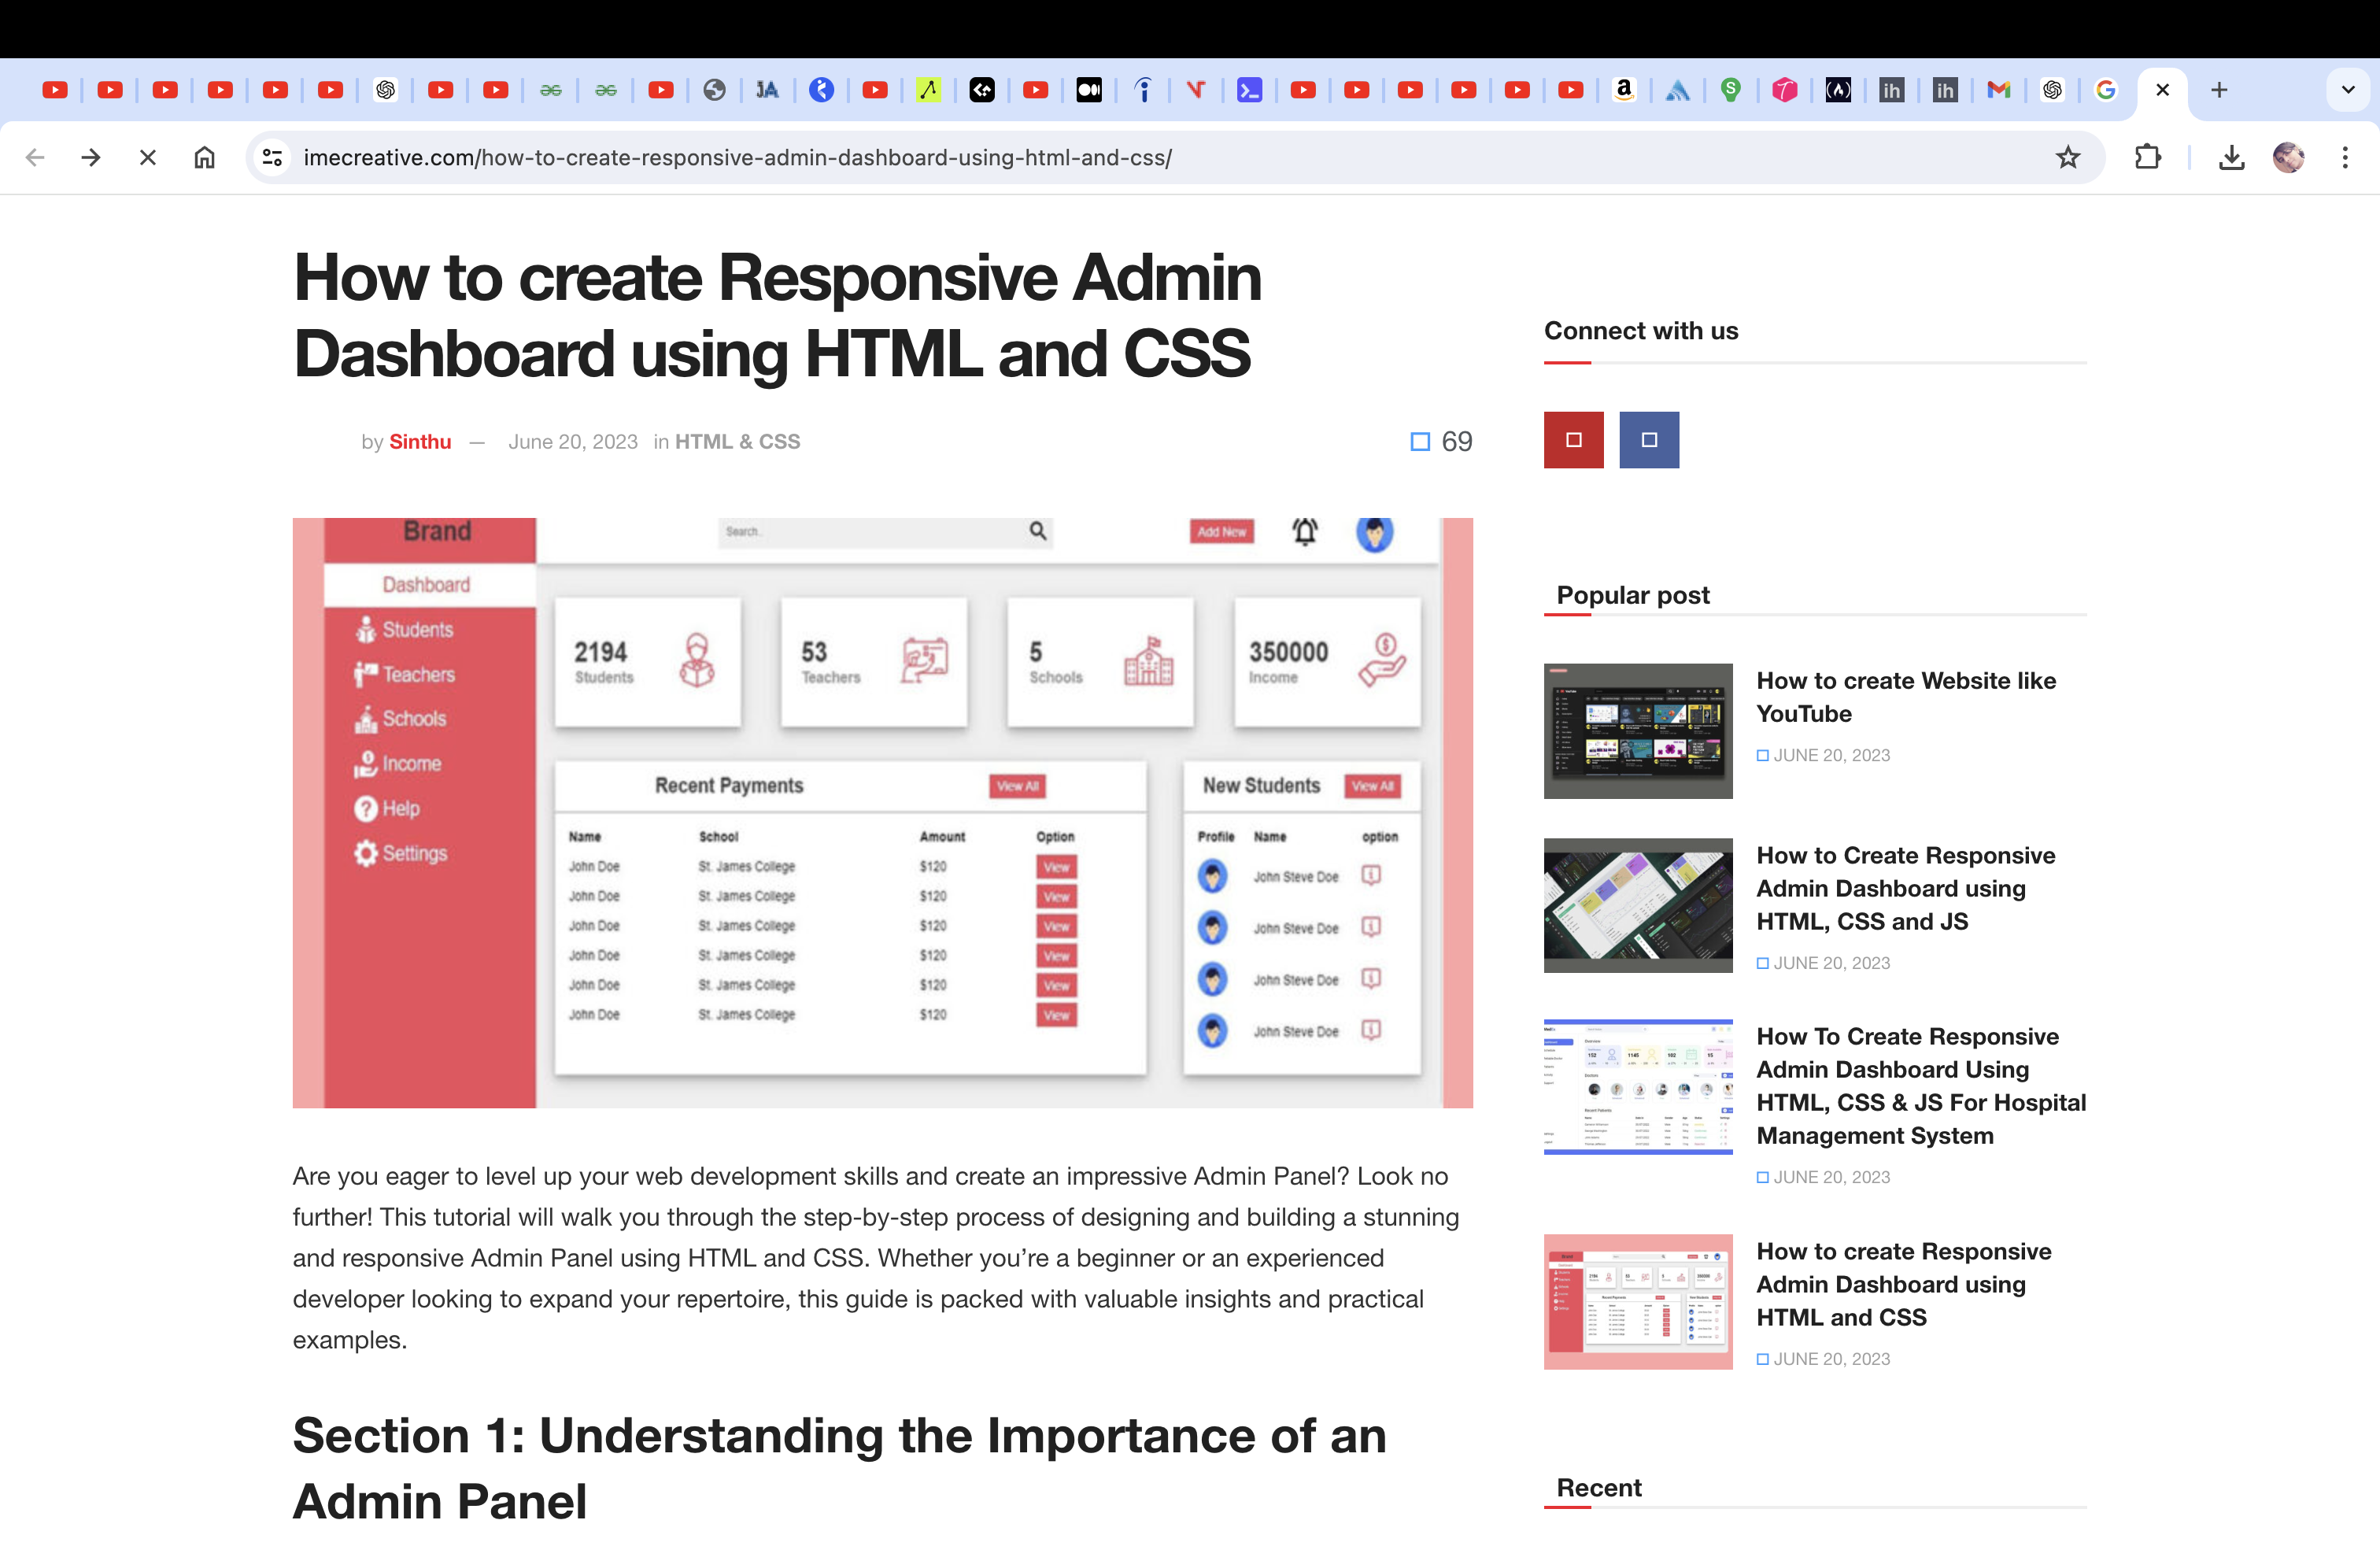 imecreative.com/how-to-create-responsive-admin-dashboard-using-html-and-css/
How to create Responsive Admin
Dashboard using HTML and CSS
by Sinthu — June 20, 2023 in HTML & CSS
69
Brand
Search..
Add New
Dashboard
Students
Teachers
Schools
Income
Help
Settings
2194
Students
53
Teachers
5
Schools
350000
Income
Recent Payments
View All
Name School Amount Option
John Doe St. James College $120 View
John Doe St. James College $120 View
John Doe St. James College $120 View
John Doe St. James College $120 View
John Doe St. James College $120 View
John Doe St. James College $120 View
New Students
View All
Profile Name option
John Steve Doe
John Steve Doe
John Steve Doe
John Steve Doe
Are you eager to level up your web development skills and create an impressive Admin Panel? Look no
further! This tutorial will walk you through the step-by-step process of designing and building a stunning
and responsive Admin Panel using HTML and CSS. Whether you’re a beginner or an experienced
developer looking to expand your repertoire, this guide is packed with valuable insights and practical
examples.
Section 1: Understanding the Importance of an
Admin Panel
Connect with us
Popular post
How to create Website like
YouTube
JUNE 20, 2023
How to Create Responsive
Admin Dashboard using
HTML, CSS and JS
JUNE 20, 2023
How To Create Responsive
Admin Dashboard Using
HTML, CSS & JS For Hospital
Management System
JUNE 20, 2023
How to create Responsive
Admin Dashboard using
HTML and CSS
JUNE 20, 2023
Recent